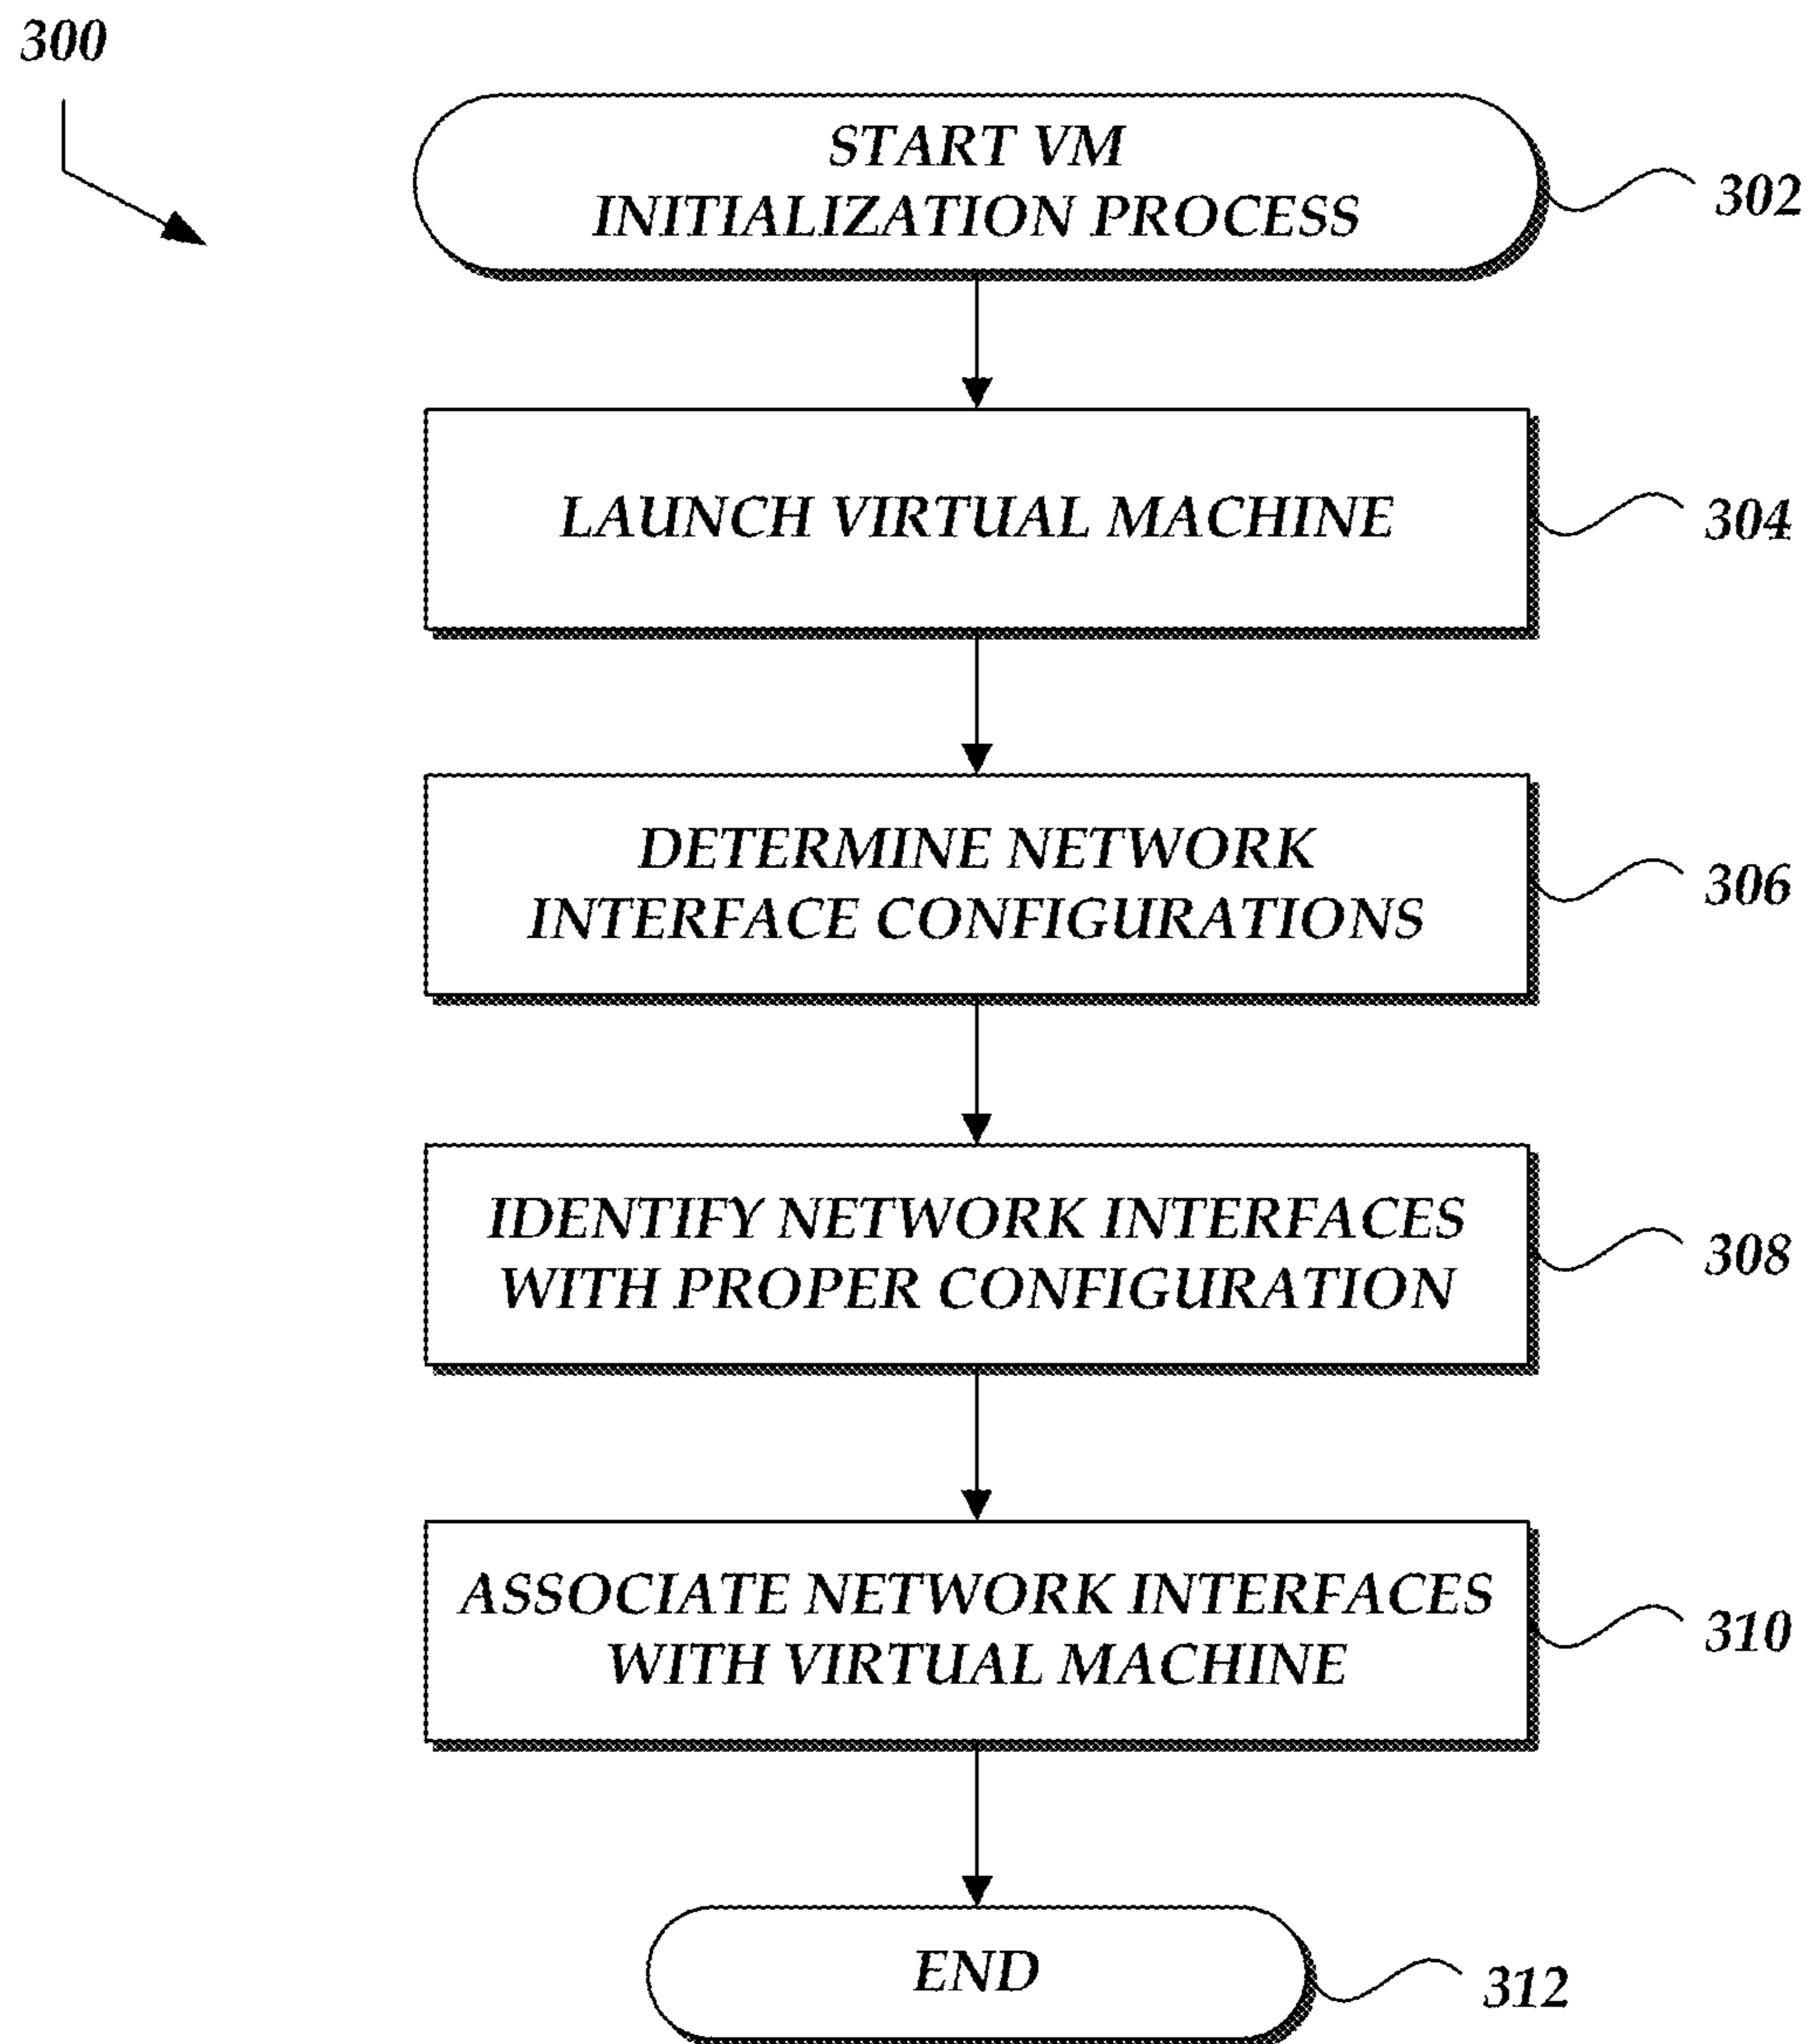 300
START VM
INITIALIZATION PROCESS
302
LAUNCH VIRTUAL MACHINE
304
DETERMINE NETWORK
INTERFACE CONFIGURATIONS
306
IDENTIFY NETWORK INTERFACES
WITH PROPER CONFIGURATION
308
ASSOCIATE NETWORK INTERFACES
WITH VIRTUAL MACHINE
310
END
312